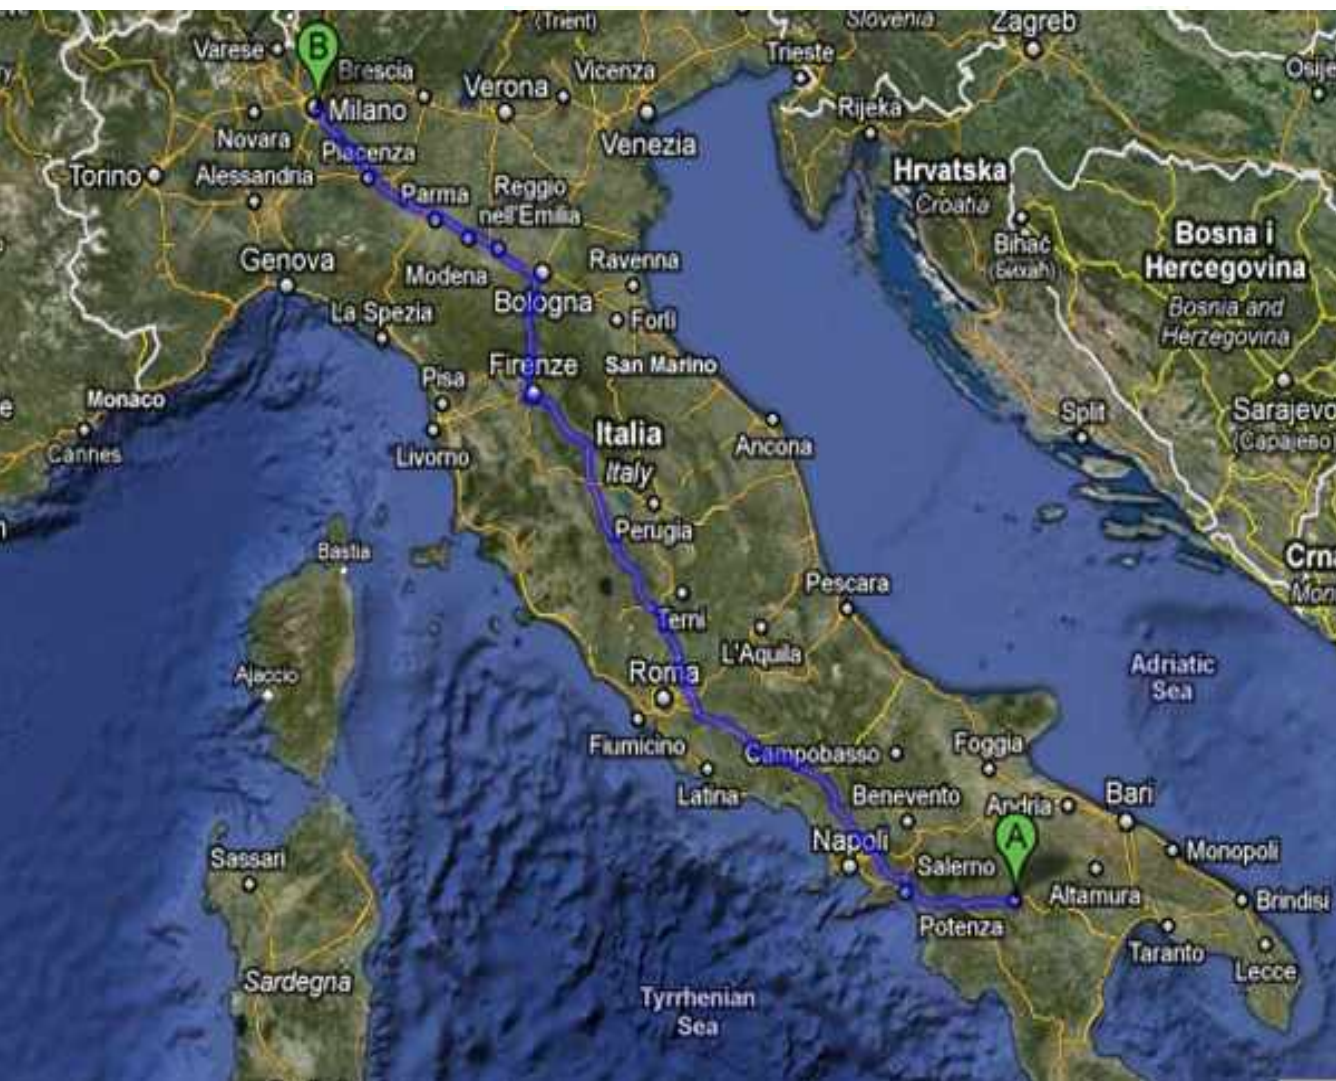 (Trient)
Slovenia
Zagreb
Varese
B
Brescia
Verona
Vicenza
Trieste
Osije
Milano
Rijeka
Novara
Piacenza
Venezia
Torino
Alessandria
Parma
Reggio
nell'Emilia
Hrvatska
Croatia
Bihać
(Бихаћ)
Bosna i
Hercegovina
Bosnia and
Herzegovina
Genova
Modena
Ravenna
Bologna
La Spezia
Forlì
Firenze
San Marino
Pisa
Monaco
Cannes
Livorno
Italia
Italy
Ancona
Split
Sarajevo
(Сарајево)
Perugia
Bastia
Crna
Mon
Pescara
Terni
L'Aquila
Ajaccio
Roma
Adriatic
Sea
Fiumicino
Campobasso
Foggia
Latina
Benevento
Andria
Bari
Napoli
A
Sassari
Salerno
Monopoli
Altamura
Brindisi
Potenza
Taranto
Lecce
Sardegna
Tyrrhenian
Sea